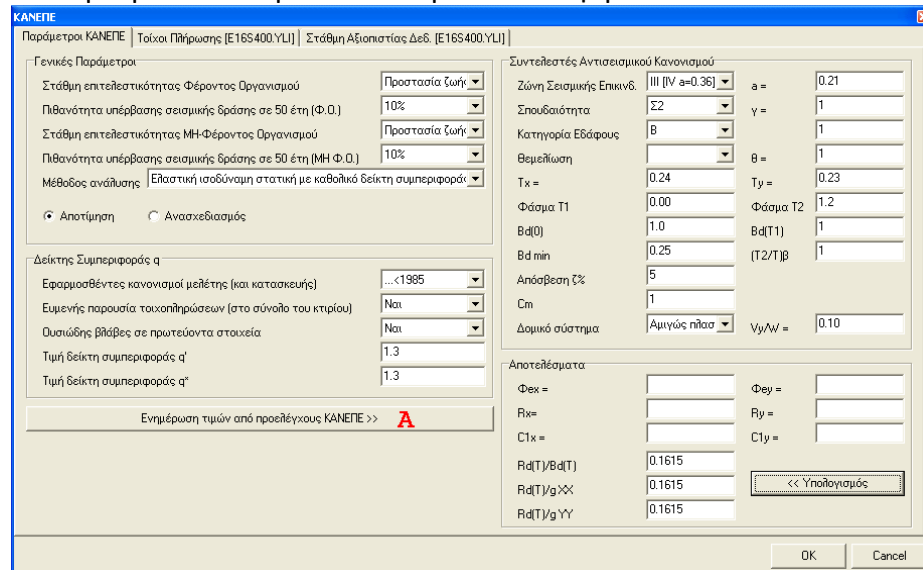 ΚΑΝΕΠΕ
Παράμετροι ΚΑΝΕΠΕ | Τοίχοι Πλήρωσης [E16S400.YLI] | Στάθμη Αξιοπιστίας Δεδ. [E16S400.YLI]
Γενικές Παράμετροι
Στάθμη επιτελεστικότητας Φέροντος Οργανισμού Προστασία ζωής
Πιθανότητα υπέρβασης σεισμικής δράσης σε 50 έτη (Φ.Ο.) 10%
Στάθμη επιτελεστικότητας ΜΗ-Φέροντος Οργανισμού Προστασία ζωής
Πιθανότητα υπέρβασης σεισμικής δράσης σε 50 έτη (ΜΗ Φ.Ο.) 10%
Μέθοδος ανάλυσης Ελαστική ισοδύναμη στατική με καθολικό δείκτη συμπεριφορά
Αποτίμηση Ανασχεδιασμός
Δείκτης Συμπεριφοράς q
Εφαρμοσθέντες κανονισμοί μελέτης (και κατασκευής) ...<1985
Ευμενής παρουσία τοιχοπληρώσεων (στο σύνολο του κτιρίου) Ναι
Ουσιώδης βλάβες σε πρωτεύοντα στοιχεία Ναι
Τιμή δείκτη συμπεριφοράς q' 1.3
Τιμή δείκτη συμπεριφοράς q* 1.3
Ενημέρωση τιμών από προελέγχους ΚΑΝΕΠΕ >> A
Συντελεστές Αντισεισμικού Κανονισμού
Ζώνη Σεισμικής Επικινδ. III [IV a=0.36] a = 0.21
Σπουδαιότητα Σ2 γ = 1
Κατηγορία Εδάφους B 1
Θεμελίωση θ = 1
Tx = 0.24 Ty = 0.23
Φάσμα T1 0.00 Φάσμα T2 1.2
Bd(0) 1.0 Bd(T1) 1
Bd min 0.25 (T2/T)β 1
Απόσβεση ζ% 5
Cm 1
Δομικό σύστημα Αμιγώς πλασ Vy/W = 0.10
Αποτελέσματα
Φex = Φey =
Rx= Ry =
C1x = C1y =
Rd(T)/Bd(T) 0.1615
Rd(T)/g XX 0.1615 << Υπολογισμός
Rd(T)/g YY 0.1615
OK Cancel